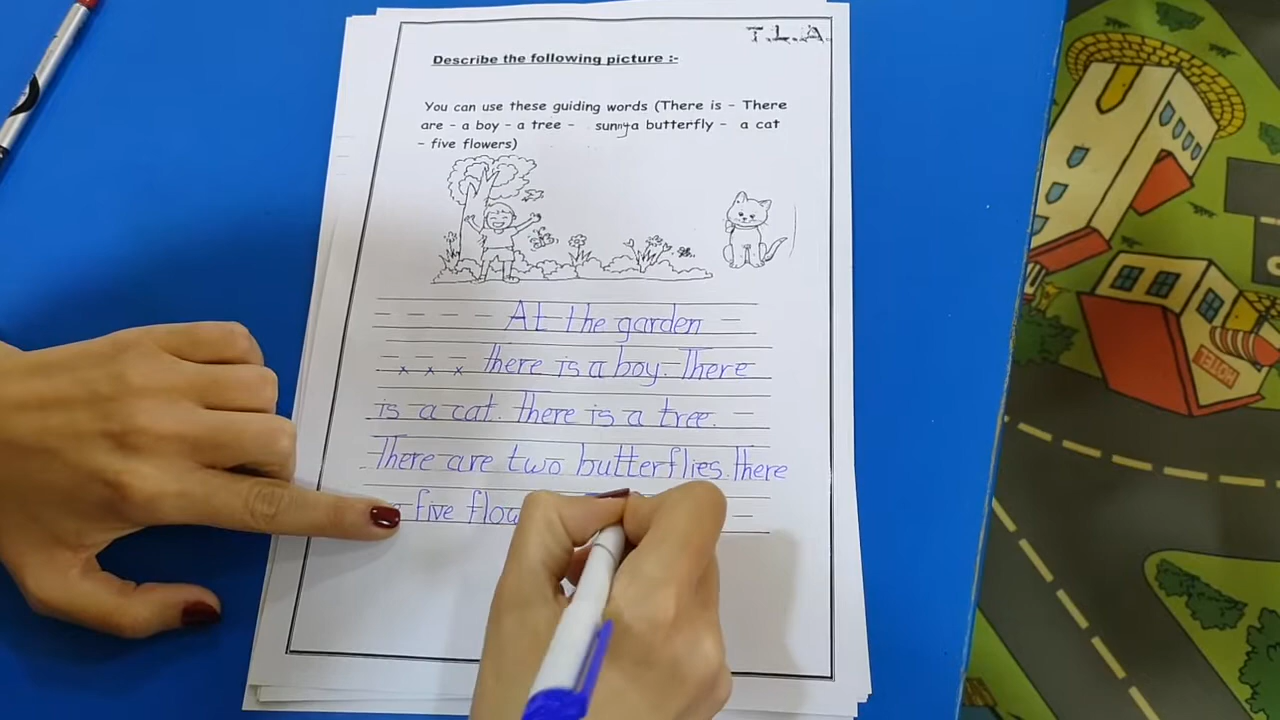 T.L.A.
Describe the following picture :-
You can use these guiding words (There is - There
are - a boy - a tree - sunny a butterfly - a cat
- five flowers)
At the garden
x x x there is a boy. There
is a cat. There is a tree.
There are two butterflies. There
five
HOTEL